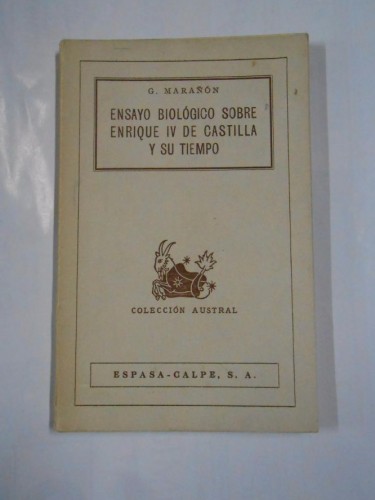 G. MARAÑÓN
ENSAYO BIOLÓGICO SOBRE
ENRIQUE IV DE CASTILLA
Y SU TIEMPO
COLECCIÓN AUSTRAL
ESPASA-CALPE, S. A.